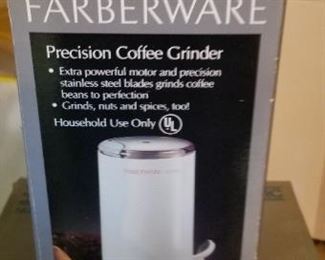 FARBERWARE
Precision Coffee Grinder
• Extra powerful motor and precision
stainless steel blades grinds coffee
beans to perfection
• Grinds, nuts and spices, too!
Household Use Only UL